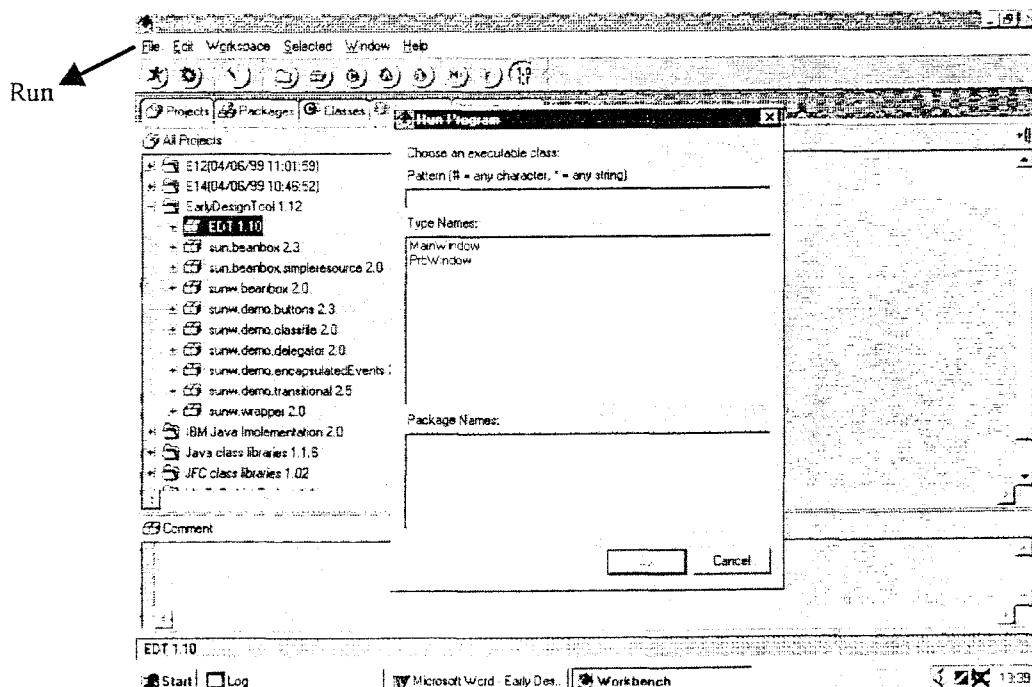 File Edit Workspace Selected Window Help
Run
Projects Packages Classes
All Projects
E12(04/06/99 11:01:59)
E14(04/06/99 10:46:52)
EarlyDesignTool 1.12
EDT 1.10
sun.beanbox 2.3
sun.beanbox.simpleresource 2.0
sunw.beanbox 2.0
sunw.demo.buttons 2.3
sunw.demo.classfile 2.0
sunw.demo.delegator 2.0
sunw.demo.encapsulatedEvents
sunw.demo.transitional 2.5
sunw.wrapper 2.0
IBM Java Implementation 2.0
Java class libraries 1.1.6
JFC class libraries 1.02
Run Program
Choose an executable class:
Pattern (# = any character, * = any string)
Type Names:
MainWindow
PrbWindow
Package Names:
Cancel
Comment
EDT 1.10
Start Log Microsoft Word - Early Des.. Workbench 13:39